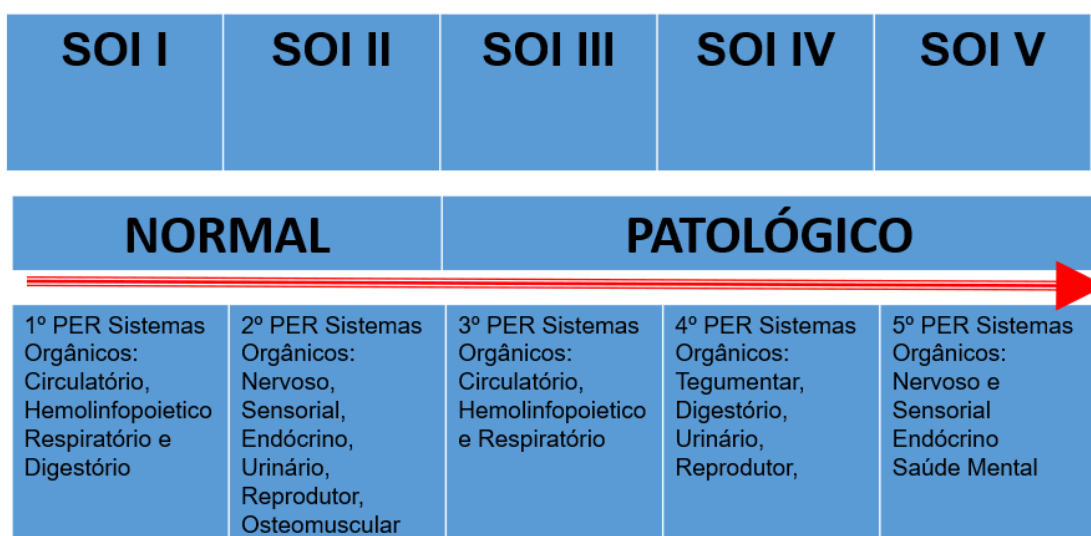 SOI I
SOI II
SOI III
SOI IV
SOI V
NORMAL
PATOLÓGICO
1º PER Sistemas
Orgânicos:
Circulatório,
Hemolinfopoietico
Respiratório e
Digestório
2º PER Sistemas
Orgânicos:
Nervoso,
Sensorial,
Endócrino,
Urinário,
Reprodutor,
Osteomuscular
3º PER Sistemas
Orgânicos:
Circulatório,
Hemolinfopoietico
e Respiratório
4º PER Sistemas
Orgânicos:
Tegumentar,
Digestório,
Urinário,
Reprodutor,
5º PER Sistemas
Orgânicos:
Nervoso e
Sensorial
Endócrino
Saúde Mental